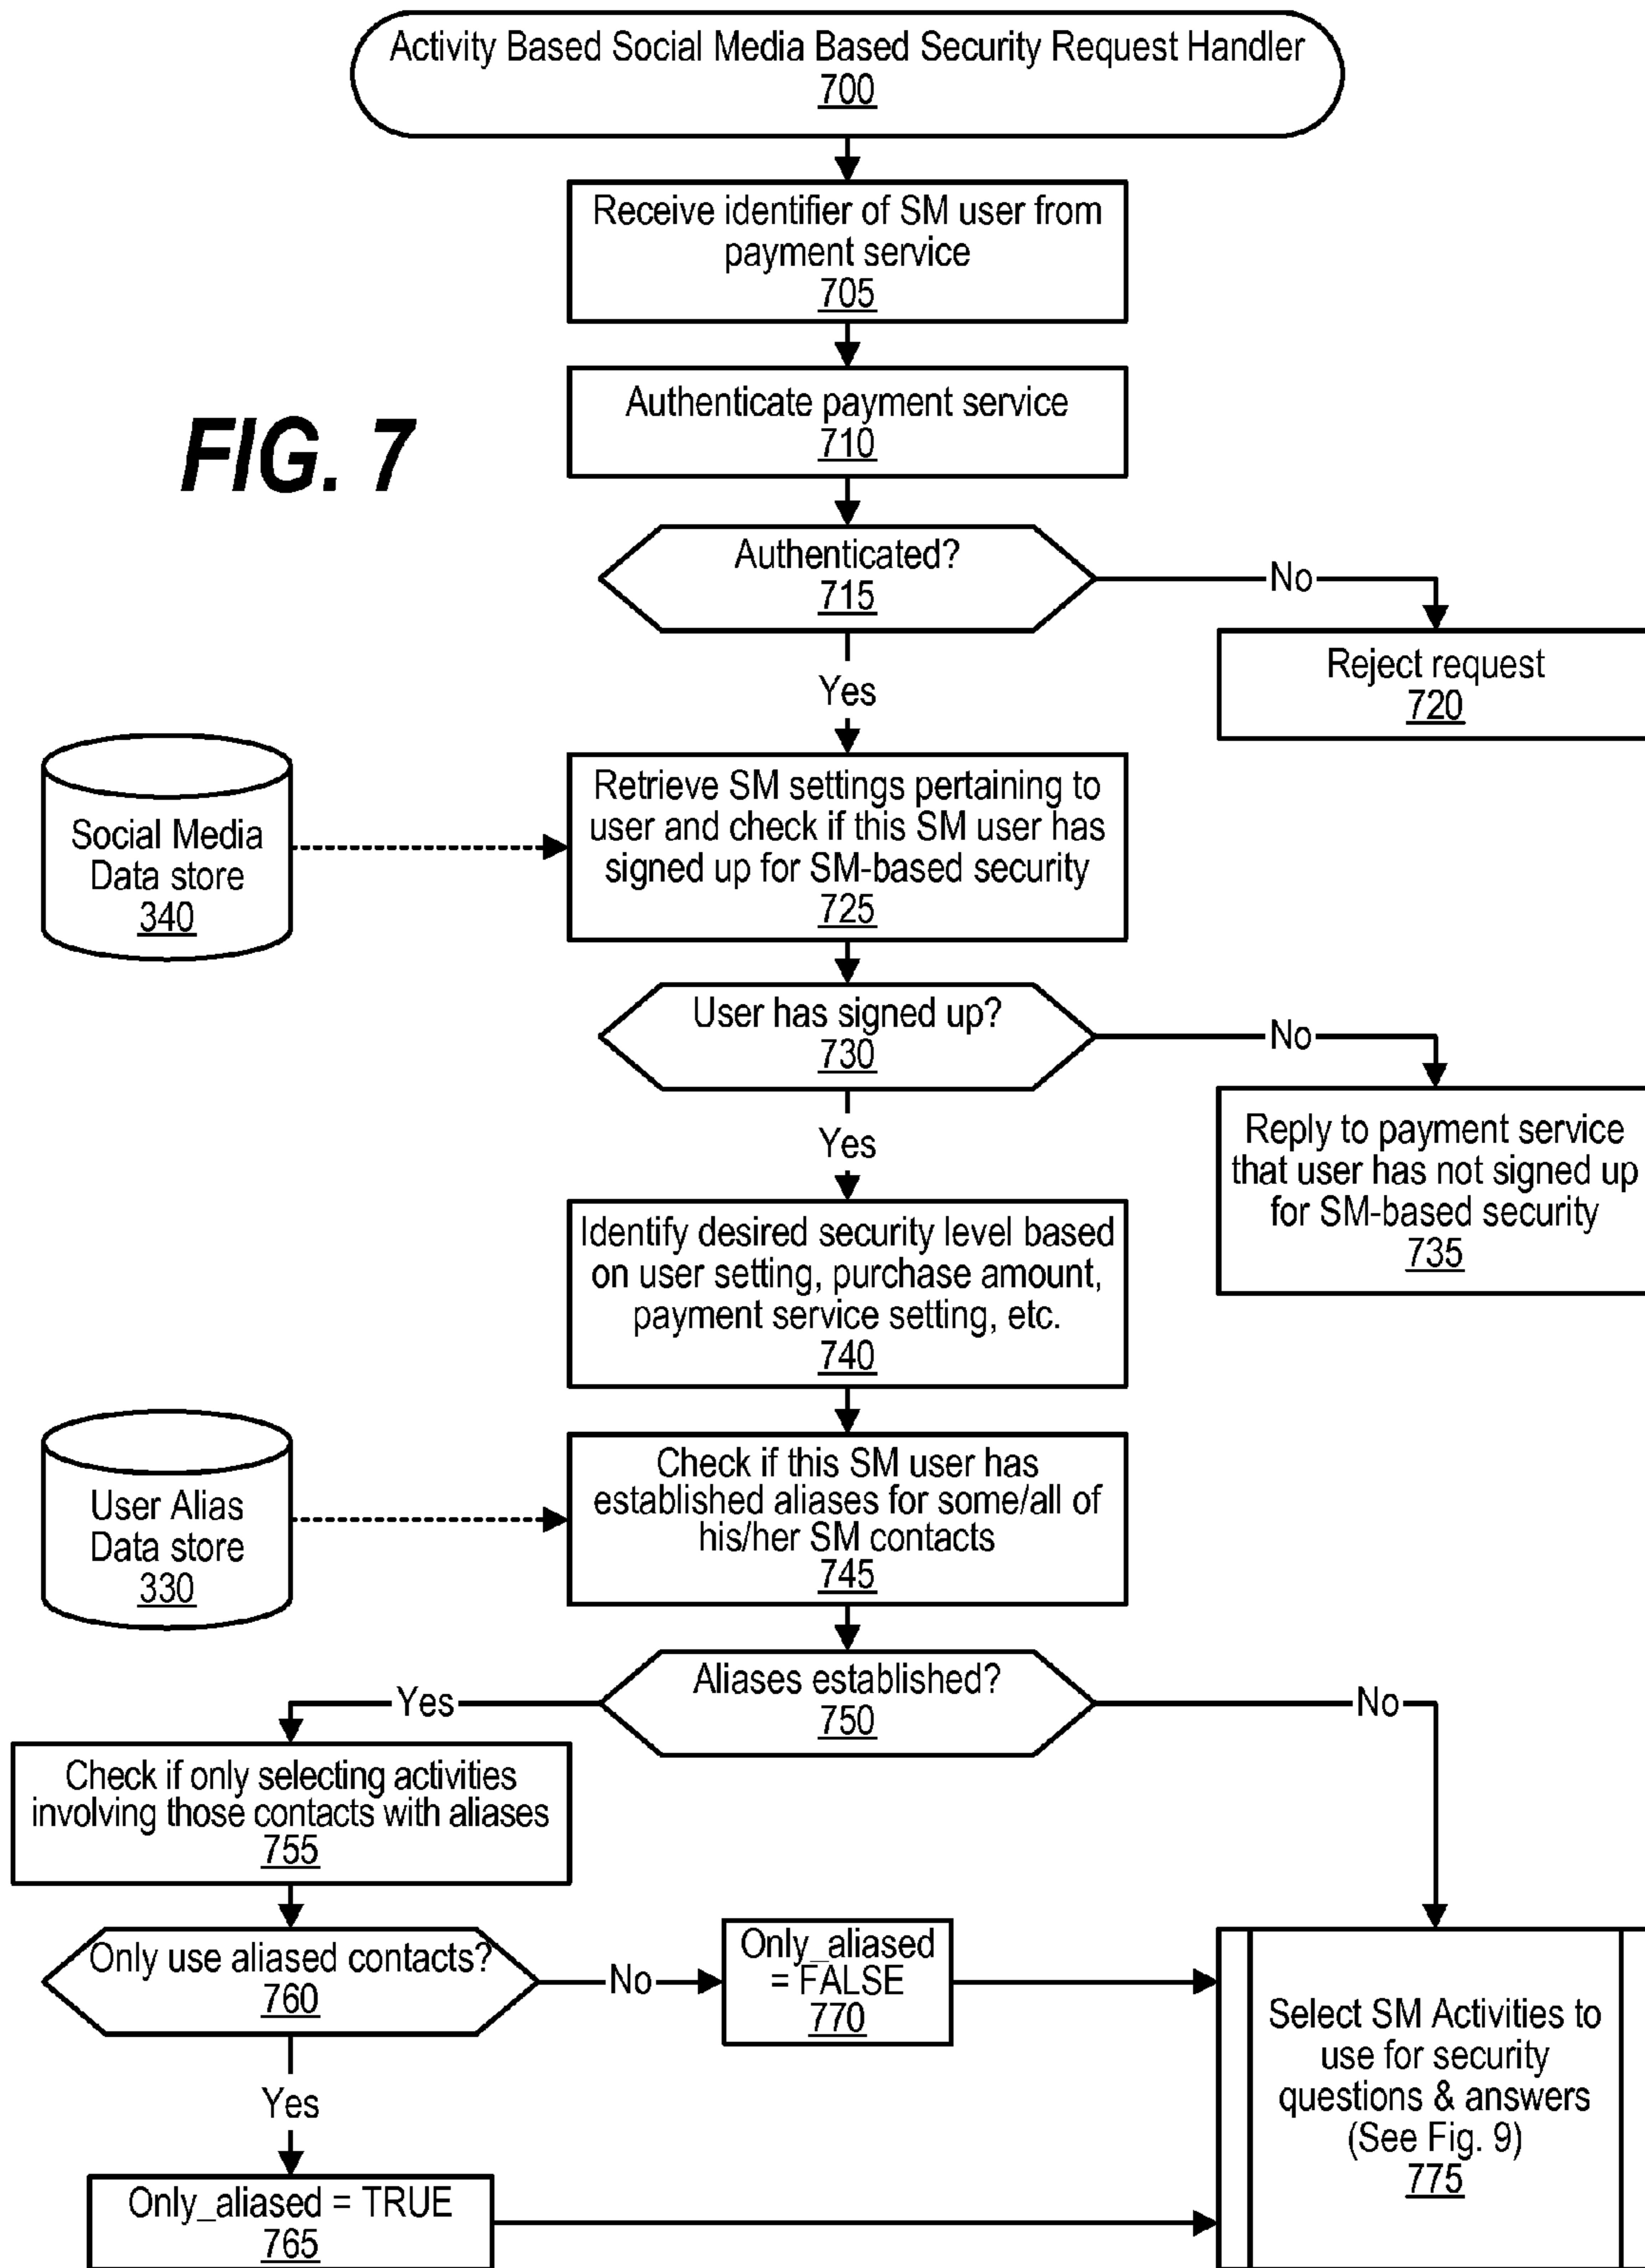 Activity Based Social Media Based Security Request Handler
700
Receive identifier of SM user from
payment service
705
Authenticate payment service
710
FIG. 7
Authenticated?
715
No
Reject request
720
Yes
Social Media
Data store
340
Retrieve SM settings pertaining to
user and check if this SM user has
signed up for SM-based security
725
User has signed up?
730
No
Reply to payment service
that user has not signed up
for SM-based security
735
Yes
Identify desired security level based
on user setting, purchase amount,
payment service setting, etc.
740
User Alias
Data store
330
Check if this SM user has
established aliases for some/all of
his/her SM contacts
745
Aliases established?
750
Yes
No
Check if only selecting activities
involving those contacts with aliases
755
Only use aliased contacts?
760
No
Only_aliased
= FALSE
770
Yes
Only_aliased = TRUE
765
Select SM Activities to
use for security
questions & answers
(See Fig. 9)
775